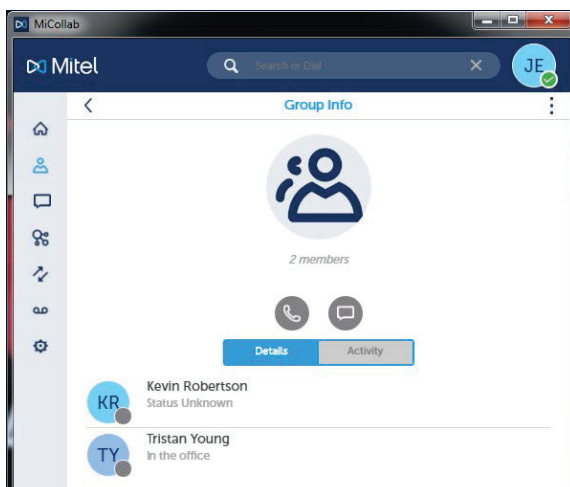 MiCollab
Mitel
Search or Dial
JE
Group Info
2 members
Details Activity
KR
Kevin Robertson
Status Unknown
TY
Tristan Young
In the office